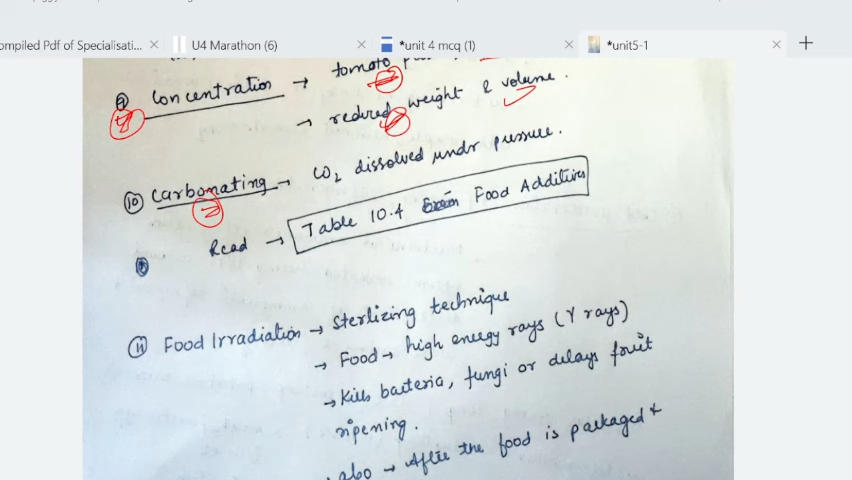 ompiled Pdf of Specialisati... × U4 Marathon (6) × *unit 4 mcq (1) × *unit5-1 × +
9 Concentration → tomato
→ reduced weight & volume.
10 Carbonating → CO2 dissolved undr pressure.
Read → Table 10.4 Food Additives
11 Food Irradiation → Sterlizing technique
→ Food → high energy rays (γ rays)
→ Kills bacteria, fungi or delays fruit
ripening.
also → After the food is packaged &